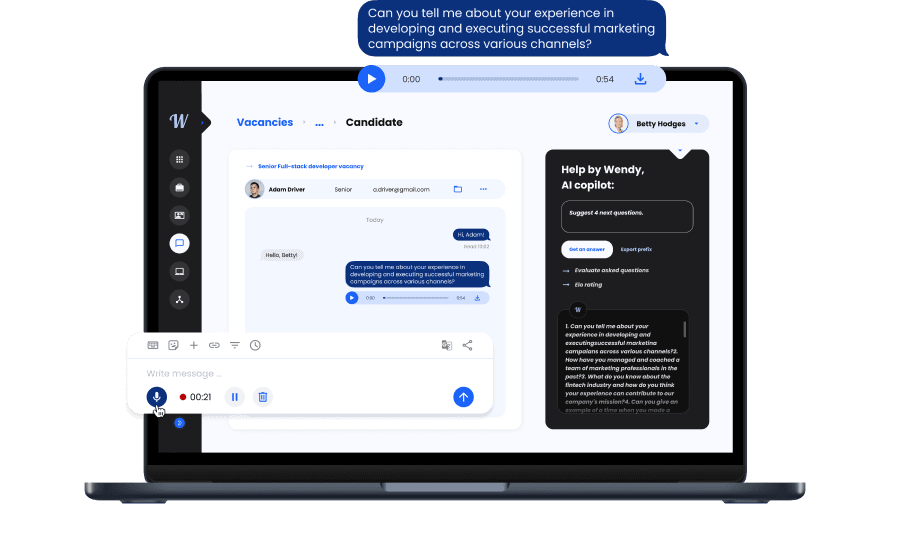 Can you tell me about your experience in
developing and executing successful marketing
campaigns across various channels?
0:00
0:54
W
Vacancies
...
Candidate
Betty Hodges
Senior Full-stack developer vacancy
Adam Driver
Senior
a.driver@gmail.com
Today
Hi, Adam!
Read 10:02
Hello, Betty!
Can you tell me about your experience in
developing and executing successful marketing
campaigns across various channels?
0:00
0:54
Write message ...
00:21
Help by Wendy,
AI copilot:
Suggest 4 next questions.
Get an answer
Export prefix
Evaluate asked questions
Elo rating
W
1. Can you tell me about your
experience in developing and
executingsuccessful marketing
campaians across various channels?2.
How have you managed and coached a
team of marketing professionals in the
past?3. What do you know about the
fintech industry and how do you think
your experience can contribute to our
company's mission?4. Can you give an
example of a time when you made a